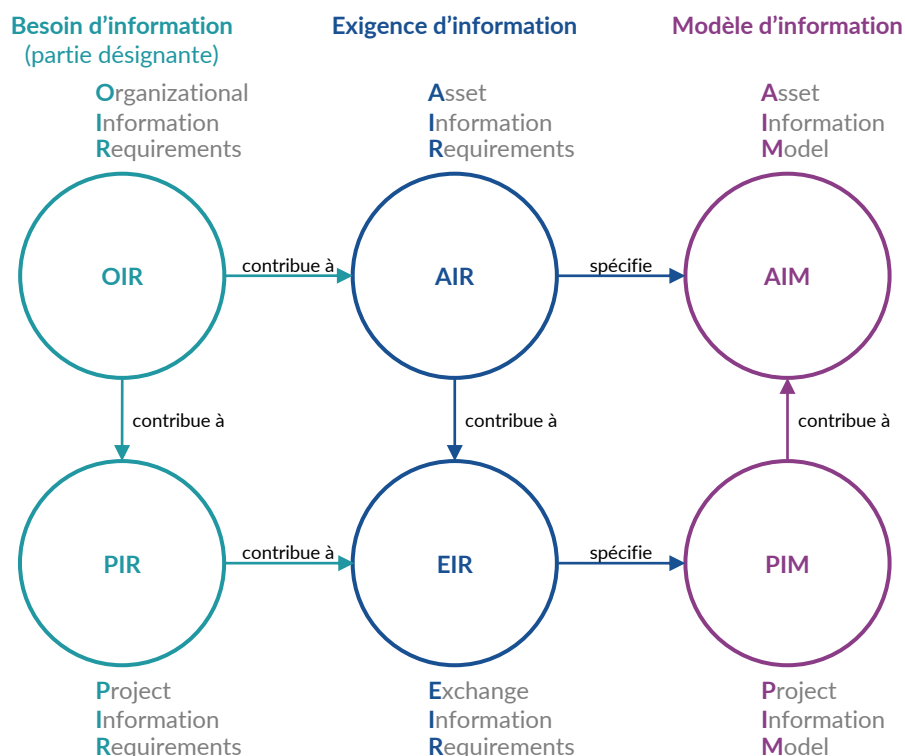 Besoin d’information
(partie désignante)
Exigence d’information
Modèle d’information
Organizational
Information
Requirements
Asset
Information
Requirements
Asset
Information
Model
OIR
contribue à
AIR
spécifie
AIM
contribue à
contribue à
contribue à
PIR
contribue à
EIR
spécifie
PIM
Project
Information
Requirements
Exchange
Information
Requirements
Project
Information
Model